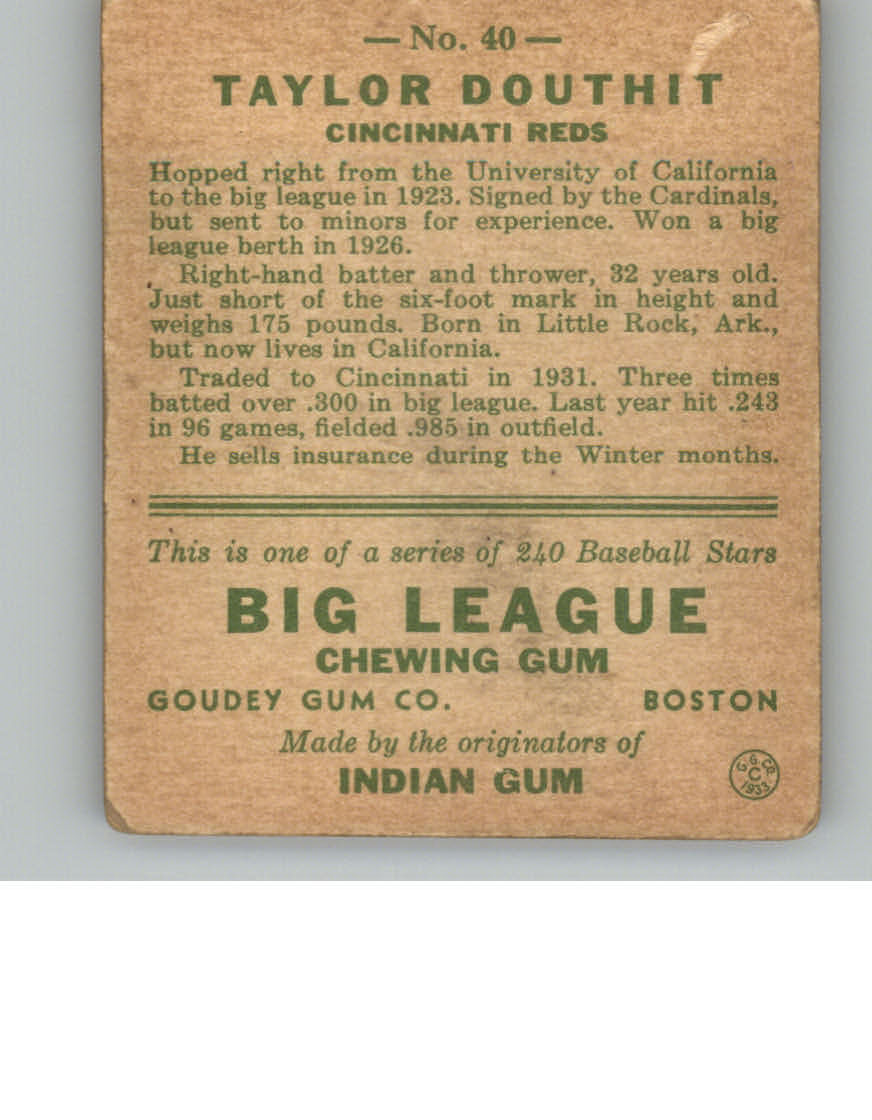 — No. 40 —
TAYLOR DOUTHIT
CINCINNATI REDS
Hopped right from the University of California
to the big league in 1923. Signed by the Cardinals,
but sent to minors for experience. Won a big
league berth in 1926.
Right-hand batter and thrower, 32 years old.
Just short of the six-foot mark in height and
weighs 175 pounds. Born in Little Rock, Ark.,
but now lives in California.
Traded to Cincinnati in 1931. Three times
batted over .300 in big league. Last year hit .243
in 96 games, fielded .985 in outfield.
He sells insurance during the Winter months.
This is one of a series of 240 Baseball Stars
BIG LEAGUE
CHEWING GUM
GOUDEY GUM CO. BOSTON
Made by the originators of
INDIAN GUM
G. G. Co.
C
1933